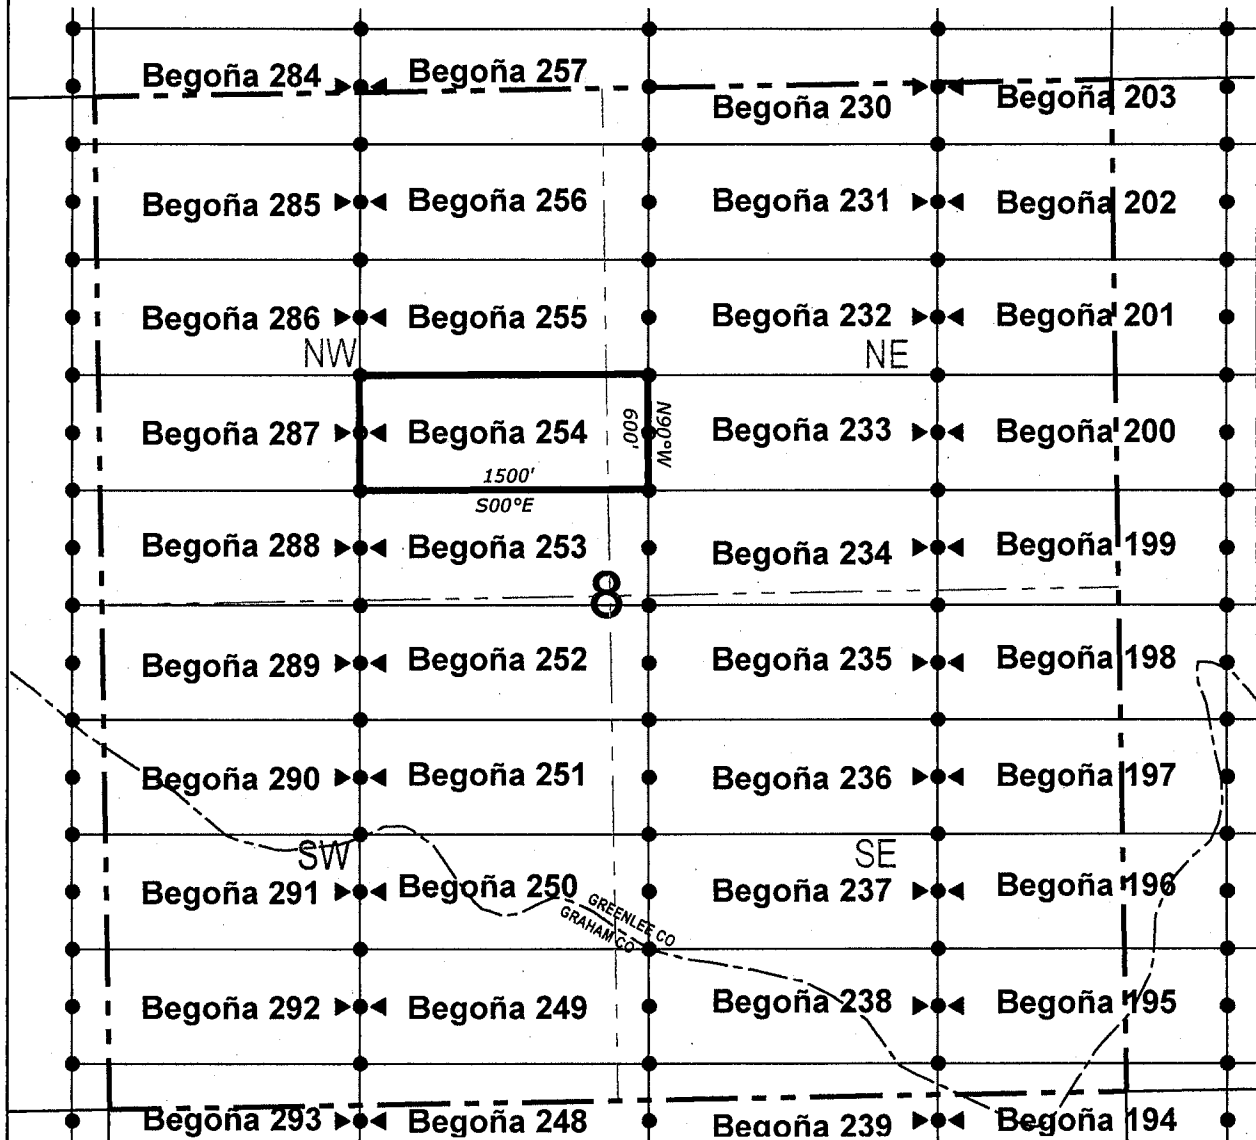 Begoña 284
Begoña 257
Begoña 230
Begoña 203
Begoña 285
Begoña 256
Begoña 231
Begoña 202
Begoña 286
Begoña 255
Begoña 232
Begoña 201
NW
NE
Begoña 287
Begoña 254
600'
N90°W
Begoña 233
Begoña 200
1500'
S00°E
Begoña 288
Begoña 253
Begoña 234
Begoña 199
8
Begoña 289
Begoña 252
Begoña 235
Begoña 198
Begoña 290
Begoña 251
Begoña 236
Begoña 197
SW
SE
Begoña 291
Begoña 250
Begoña 237
Begoña 196
GREENLEE CO
GRAHAM CO
Begoña 292
Begoña 249
Begoña 238
Begoña 195
Begoña 293
Begoña 248
Begoña 239
Begoña 194